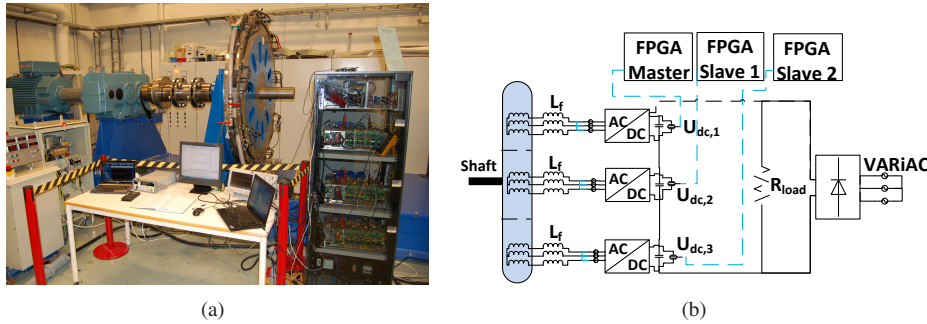 FPGA
Master
FPGA
Slave 1
FPGA
Slave 2
Lf
AC
DC
Udc,1
Shaft
Lf
AC
DC
Udc,2
Rload
VARiAC
Lf
AC
DC
Udc,3
(a)
(b)